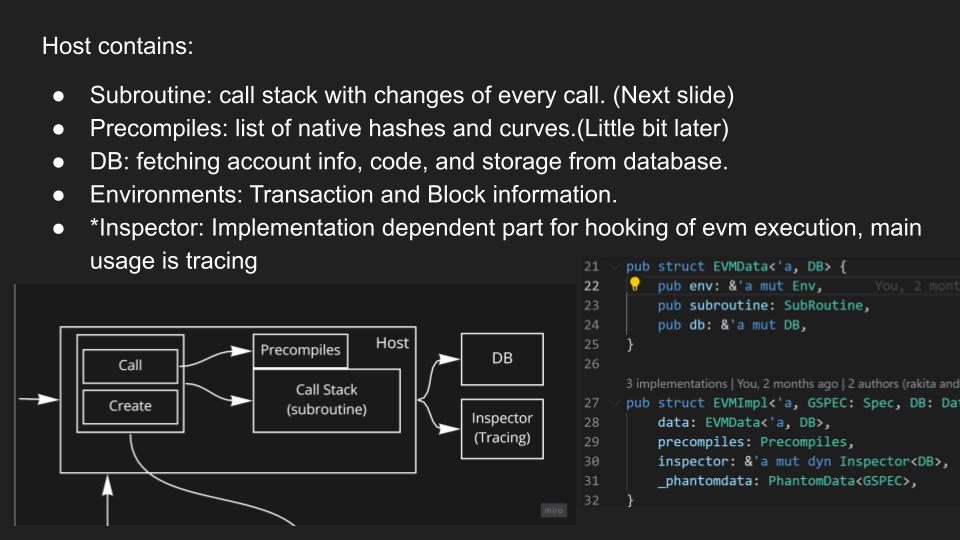 Host contains:
● Subroutine: call stack with changes of every call. (Next slide)
● Precompiles: list of native hashes and curves.(Little bit later)
● DB: fetching account info, code, and storage from database.
● Environments: Transaction and Block information.
● *Inspector: Implementation dependent part for hooking of evm execution, main
usage is tracing
Call
Create
Precompiles
Host
Call Stack
(subroutine)
DB
Inspector
(Tracing)
miro
21 pub struct EVMData<'a, DB> {
22 pub env: &'a mut Env, You, 2 mont
23 pub subroutine: SubRoutine,
24 pub db: &'a mut DB,
25 }
26
3 implementations | You, 2 months ago | 2 authors (rakita and
27 pub struct EVMImpl<'a, GSPEC: Spec, DB: Dat
28 data: EVMData<'a, DB>,
29 precompiles: Precompiles,
30 inspector: &'a mut dyn Inspector<DB>,
31 _phantomdata: PhantomData<GSPEC>,
32 }